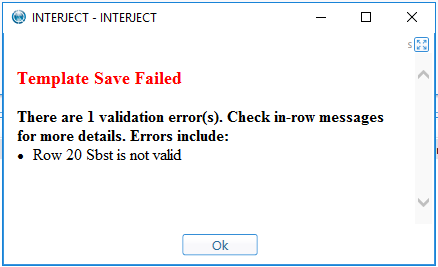 INTERJECT - INTERJECT
s
Template Save Failed
There are 1 validation error(s). Check in-row messages
for more details. Errors include:
• Row 20 Sbst is not valid
Ok